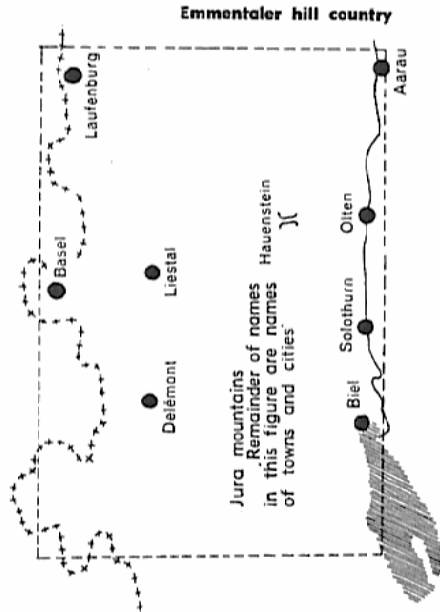 Emmentaler hill country
Laufenburg
Basel
Liestal
Delémont
Jura mountains
Remainder of names
in this figure are names
of towns and cities
Hauenstein
Aarau
Olten
Solothurn
Biel